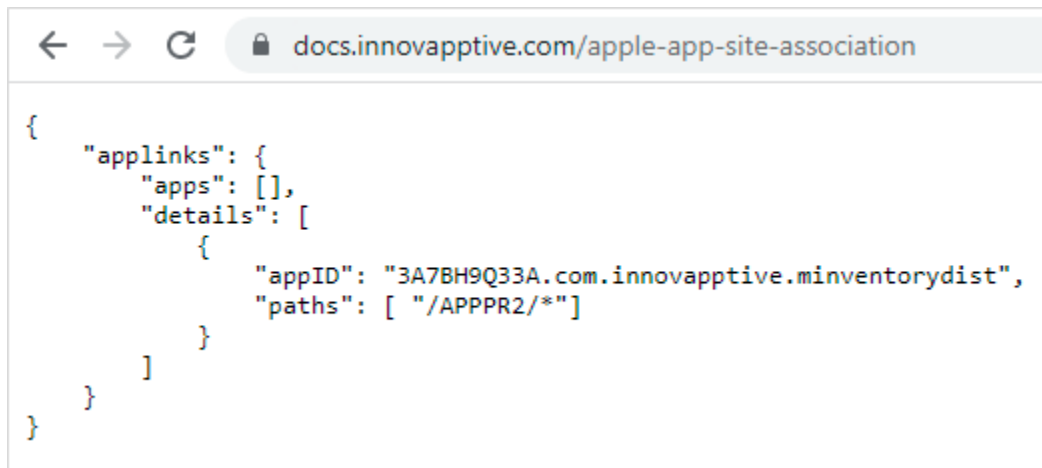 docs.innovapptive.com/apple-app-site-association
{
    "applinks": {
        "apps": [],
        "details": [
            {
                "appID": "3A7BH9Q33A.com.innovapptive.minventorydist",
                "paths": [ "/APPPR2/*"]
            }
        ]
    }
}